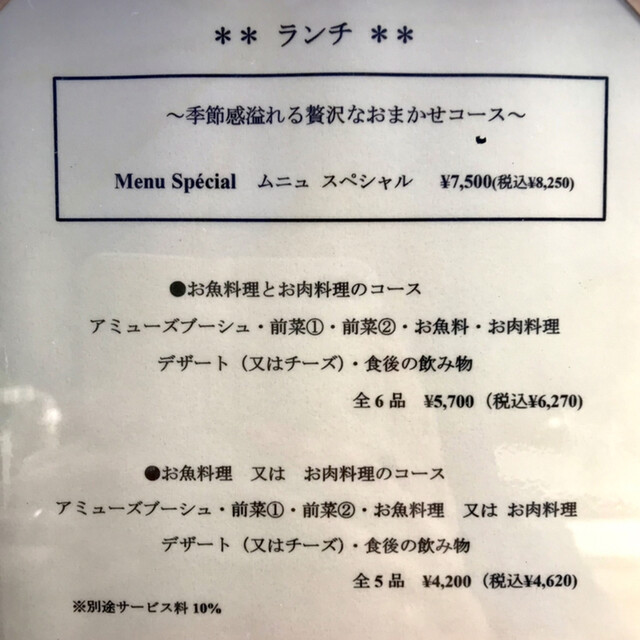 ** ランチ **
～季節感溢れる贅沢なおまかせコース～
Menu Spécial ムニュ スペシャル ¥7,500(税込¥8,250)
●お魚料理とお肉料理のコース
アミューズブーシュ・前菜①・前菜②・お魚料・お肉料理
デザート（又はチーズ）・食後の飲み物
全６品 ¥5,700（税込¥6,270）
●お魚料理 又は お肉料理のコース
アミューズブーシュ・前菜①・前菜②・お魚料理 又は お肉料理
デザート（又はチーズ）・食後の飲み物
全５品 ¥4,200（税込¥4,620）
※別途サービス料 10%